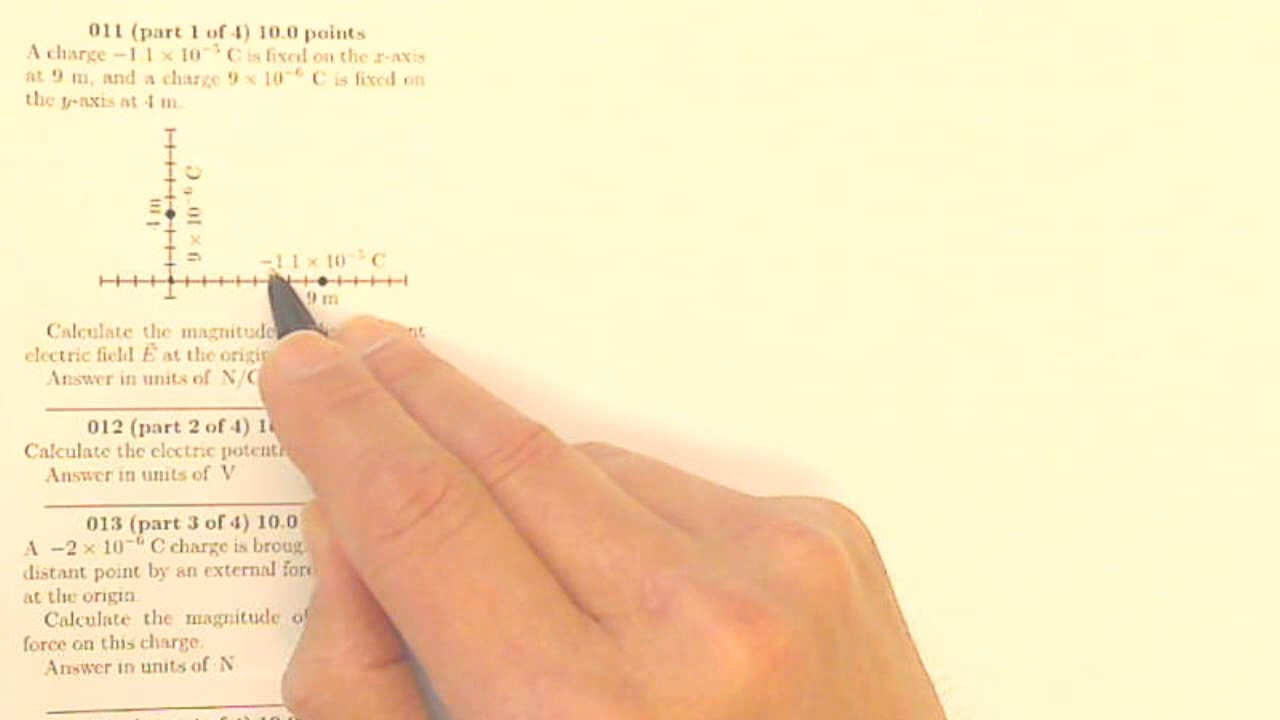 011 (part 1 of 4) 10.0 points
A charge −1.1 × 10⁻⁵ C is fixed on the x-axis
at 9 m, and a charge 9 × 10⁻⁶ C is fixed on
the y-axis at 4 m.
4 m
9 × 10⁻⁶ C
−1.1 × 10⁻⁵ C
9 m
Calculate the magnitude
electric field E⃗ at the origin
Answer in units of N/C
012 (part 2 of 4)
Calculate the electric
Answer in units of V
013 (part 3 of 4) 10.0
A −2 × 10⁻⁶ C charge is
distant point by an external
at the origin.
Calculate the magnitude
force on this charge.
Answer in units of N